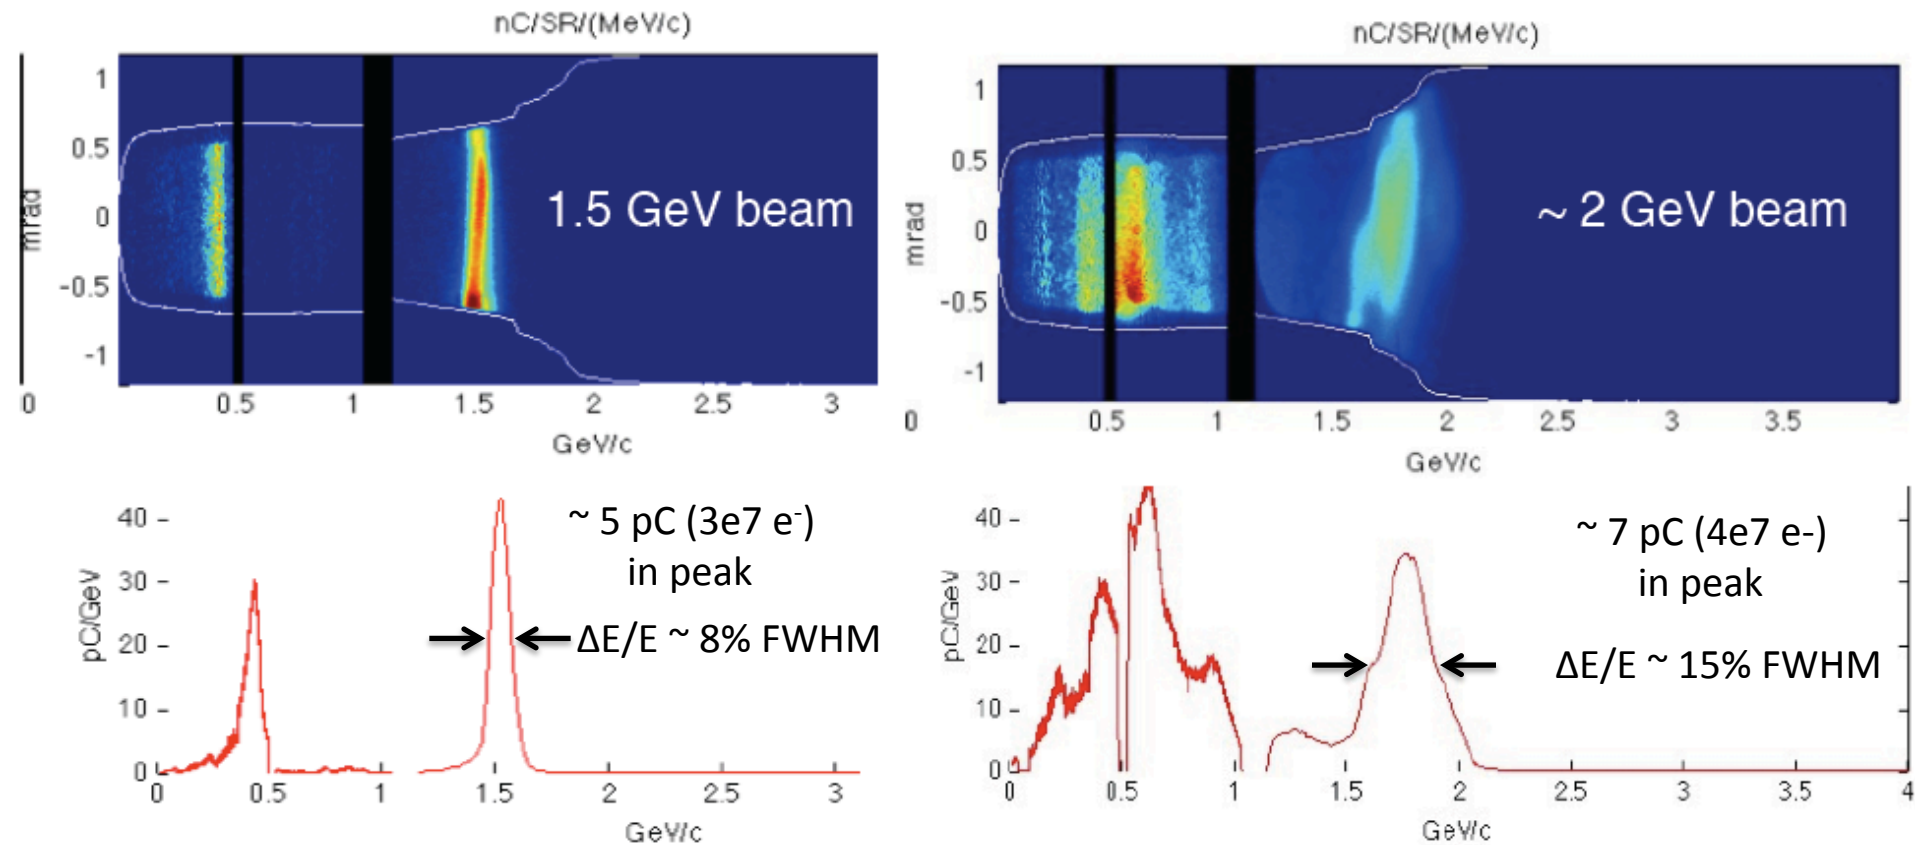 nC/SR/(MeV/c)
1
0.5
0
-0.5
-1
mrad
1.5 GeV beam
0 0.5 1 1.5 2 2.5 3
GeV/c
nC/SR/(MeV/c)
1
0.5
0
-0.5
-1
mrad
~ 2 GeV beam
0 0.5 1 1.5 2 2.5 3 3.5
GeV/c
40
30
20
10
0
pC/GeV
~ 5 pC (3e7 e-)
in peak
ΔE/E ~ 8% FWHM
0 0.5 1 1.5 2 2.5 3
GeV/c
40
30
20
10
0
pC/GeV
~ 7 pC (4e7 e-)
in peak
ΔE/E ~ 15% FWHM
0 0.5 1 1.5 2 2.5 3 3.5 4
GeV/c